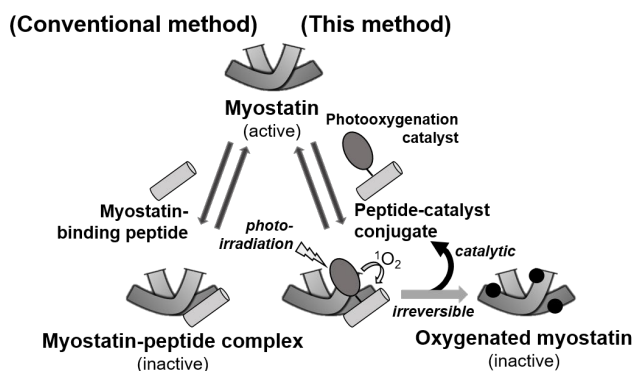 (Conventional method)
(This method)
Myostatin
(active)
Photooxygenation
catalyst
Myostatin-
binding peptide
Peptide-catalyst
conjugate
photo-
irradiation
¹O₂
catalytic
irreversible
Myostatin-peptide complex
(inactive)
Oxygenated myostatin
(inactive)